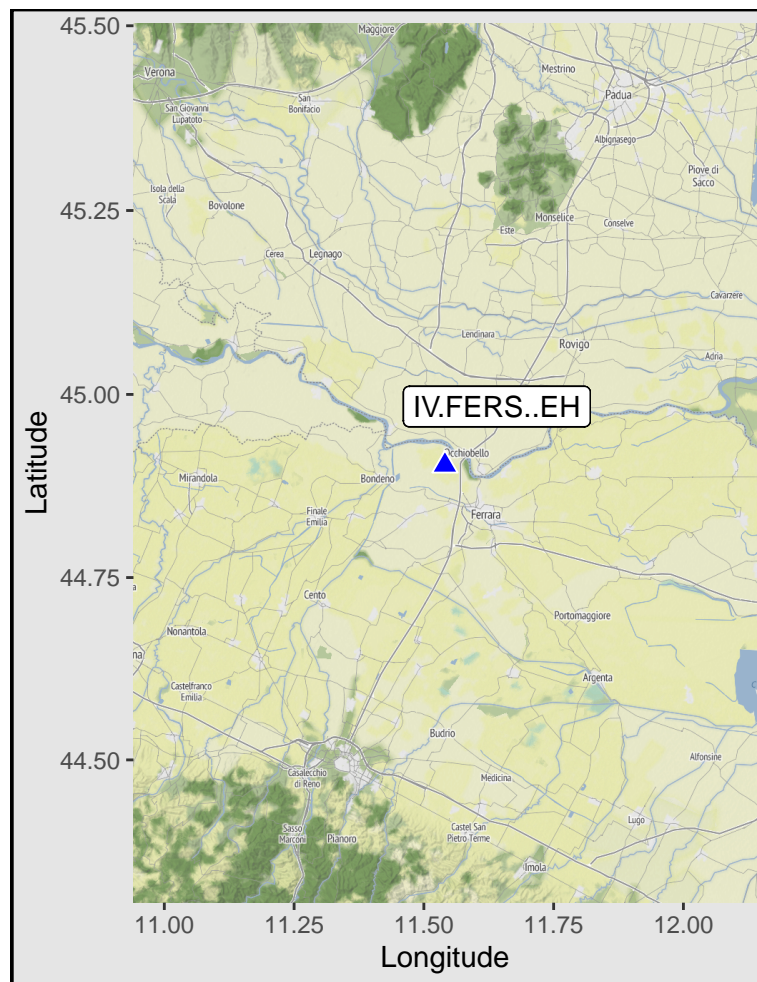 45.50
45.25
45.00
44.75
44.50
Latitude
Maggiore
Verona
San Giovanni
Lupatoto
San
Bonifacio
Mestrino
Padua
Albignasego
Piove di
Sacco
Isola della
Scala
Bovolone
Monselice
Conselve
Este
Cerea
Legnago
Cavarzere
Lendinara
Rovigo
Adria
IV.FERS..EH
Occhiobello
Mirandola
Bondeno
Finale
Emilia
Ferrara
Cento
Portomaggiore
Nonantola
na
Castelfranco
Emilia
Argenta
Budrio
Alfonsine
Casalecchio
di Reno
Medicina
Sasso
Marconi
Pianoro
Castel San
Pietro Terme
Lugo
Imola
11.00
11.25
11.50
11.75
12.00
Longitude